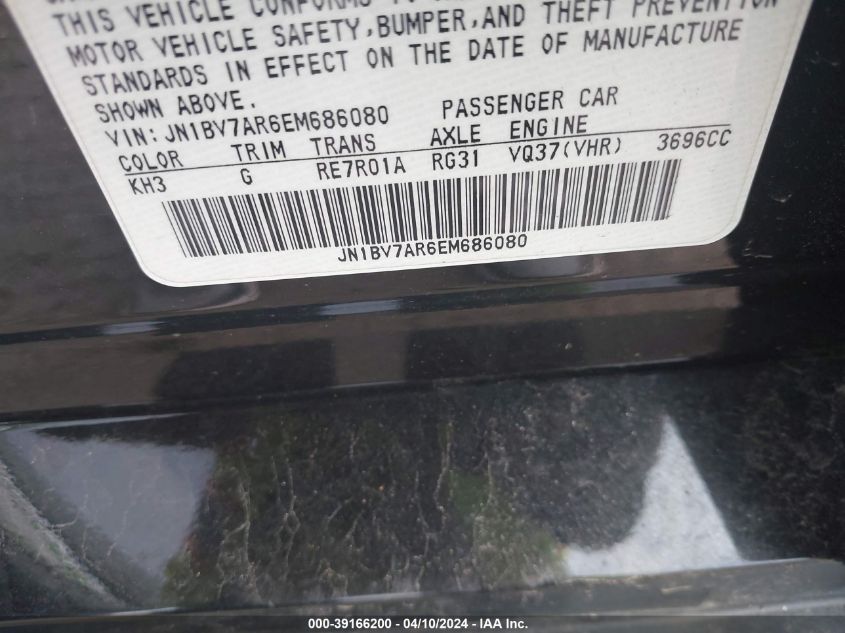 THIS VEHICLE CONFORMS TO
MOTOR VEHICLE SAFETY, BUMPER, AND THEFT PREVENTION
STANDARDS IN EFFECT ON THE DATE OF MANUFACTURE
SHOWN ABOVE.
VIN: JN1BV7AR6EM686080 PASSENGER CAR
COLOR TRIM TRANS AXLE ENGINE
KH3 G RE7R01A RG31 VQ37(VHR) 3696CC
JN1BV7AR6EM686080
000-39166200 - 04/10/2024 - IAA Inc.